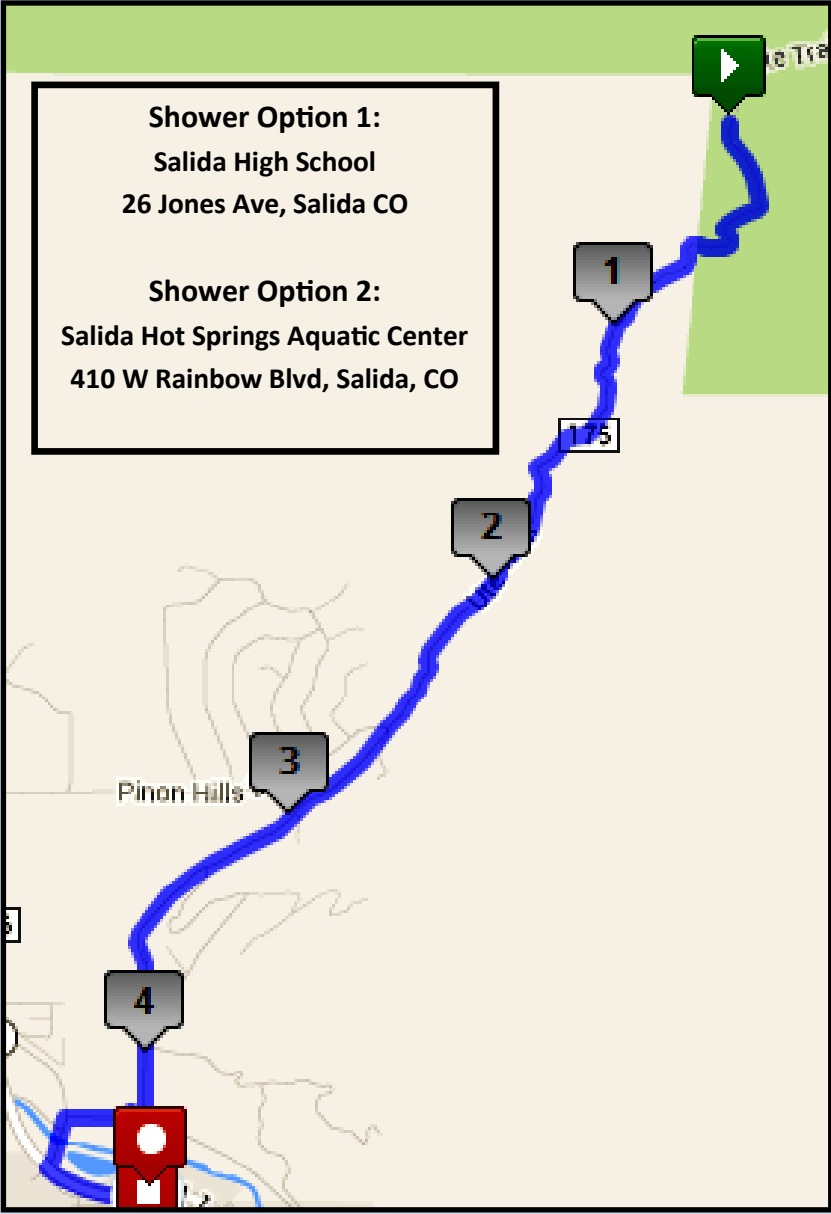 Shower Option 1:
Salida High School
26 Jones Ave, Salida CO
Shower Option 2:
Salida Hot Springs Aquatic Center
410 W Rainbow Blvd, Salida, CO
1
175
2
3
Pinon Hills
4